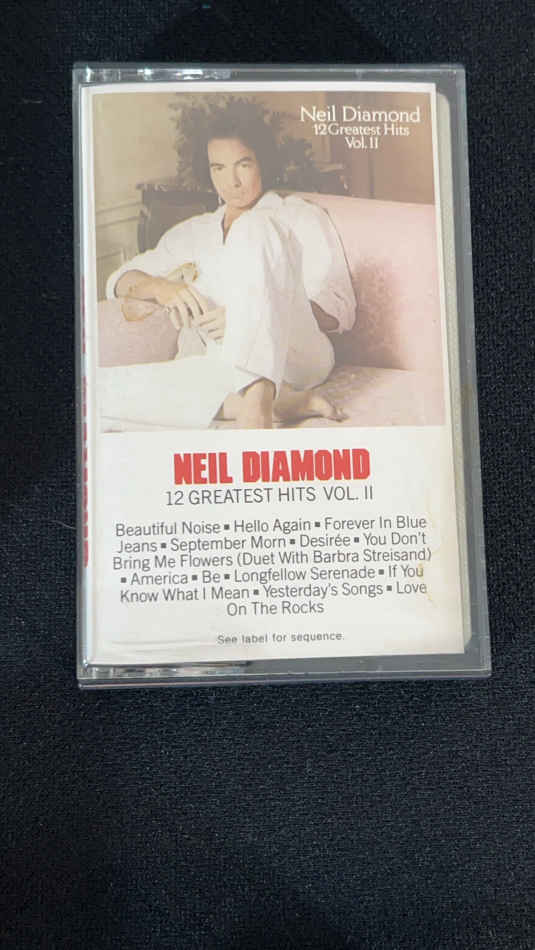 Neil Diamond
12 Greatest Hits
Vol. II
NEIL DIAMOND
12 GREATEST HITS VOL. II
Beautiful Noise ▪ Hello Again ▪ Forever In Blue
Jeans ▪ September Morn ▪ Desirée ▪ You Don't
Bring Me Flowers (Duet With Barbra Streisand)
▪ America ▪ Be ▪ Longfellow Serenade ▪ If You
Know What I Mean ▪ Yesterday's Songs ▪ Love
On The Rocks
See label for sequence.